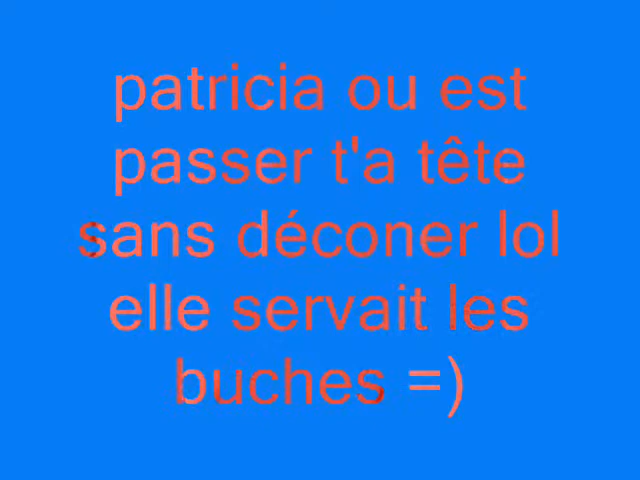 patricia ou est
passer t'a tête
sans déconer lol
elle servait les
buches =)